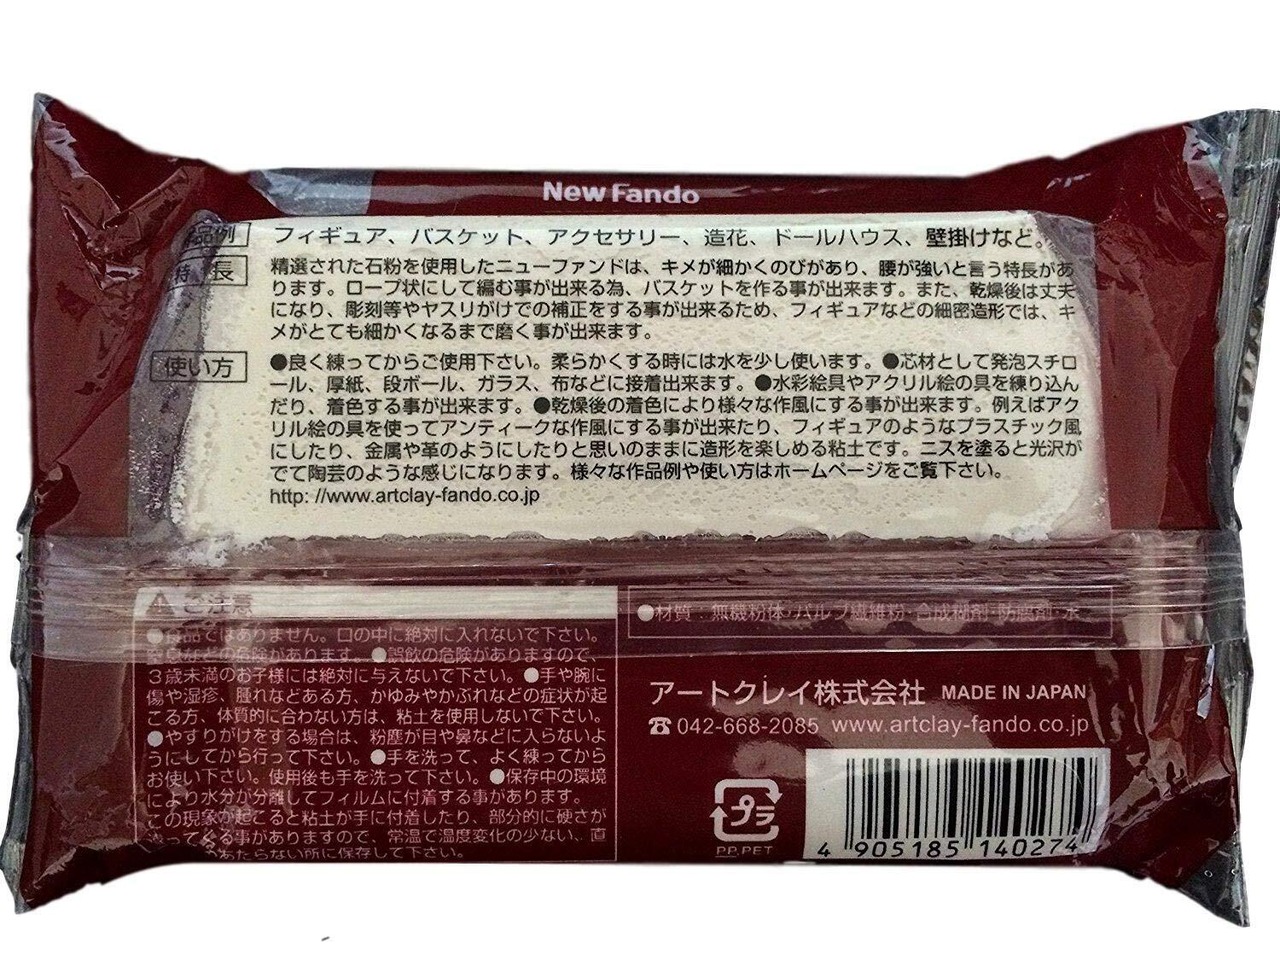 New Fando
品例 フィギュア、バスケット、アクセサリー、造花、ドールハウス、壁掛けなど。
特 長 精選された石粉を使用したニューファンドは、キメが細かくのびがあり、腰が強いと言う特長があ
ります。ロープ状にして編む事が出来る為、バスケットを作る事が出来ます。また、乾燥後は丈夫
になり、彫刻等やヤスリがけでの補正をする事が出来るため、フィギュアなどの細密造形では、キ
メがとても細かくなるまで磨く事が出来ます。
使い方 ●良く練ってからご使用下さい。柔らかくする時には水を少し使います。●芯材として発泡スチロ
ール、厚紙、段ボール、ガラス、布などに接着出来ます。●水彩絵具やアクリル絵の具を練り込ん
だり、着色する事が出来ます。●乾燥後の着色により様々な作風にする事が出来ます。例えばアク
リル絵の具を使ってアンティークな作風にする事が出来たり、フィギュアのようなプラスチック風
にしたり、金属や革のようにしたりと思いのままに造形を楽しめる粘土です。ニスを塗ると光沢が
でて陶芸のような感じになります。様々な作品例や使い方はホームページをご覧下さい。
http: //www.artclay-fando.co.jp
ご注意
●食品ではありません。口の中に絶対に入れないで下さい。
窒息などの危険があります。●誤飲の危険がありますので、
3歳未満のお子様には絶対に与えないで下さい。●手や腕に
傷や湿疹、腫れなどある方、かゆみやかぶれなどの症状が起
こる方、体質的に合わない方は、粘土を使用しないで下さい。
●やすりがけをする場合は、粉塵が目や鼻などに入らないよ
うにしてから行って下さい。●手を洗って、よく練ってから
お使い下さい。使用後も手を洗って下さい。●保存中の環境
により水分が分離してフィルムに付着する事があります。
この現象が起こると粘土が手に付着したり、部分的に硬さが
違ってくる事がありますので、常温で温度変化の少ない、直
あたらない所に保存して下さい。
●材質：無機粉体・パルプ繊維粉・合成糊剤・防腐剤・水
アートクレイ株式会社 MADE IN JAPAN
☎042-668-2085 www.artclay-fando.co.jp
プラ
PP.PET
4 905185 140274